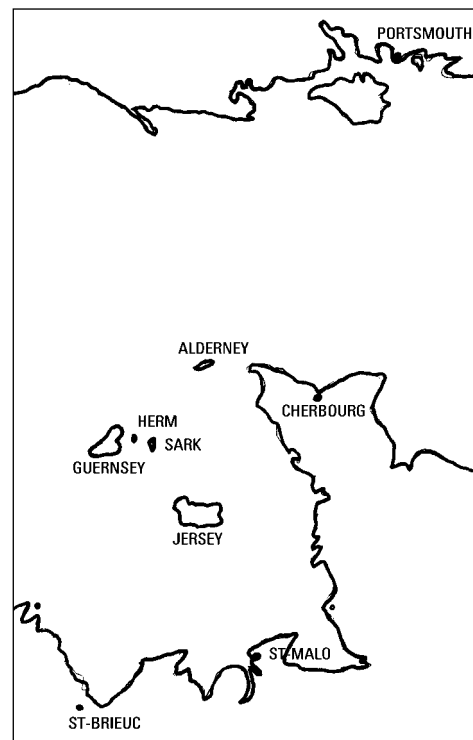 PORTSMOUTH
ALDERNEY
CHERBOURG
HERM
SARK
GUERNSEY
JERSEY
ST-MALO
ST-BRIEUC